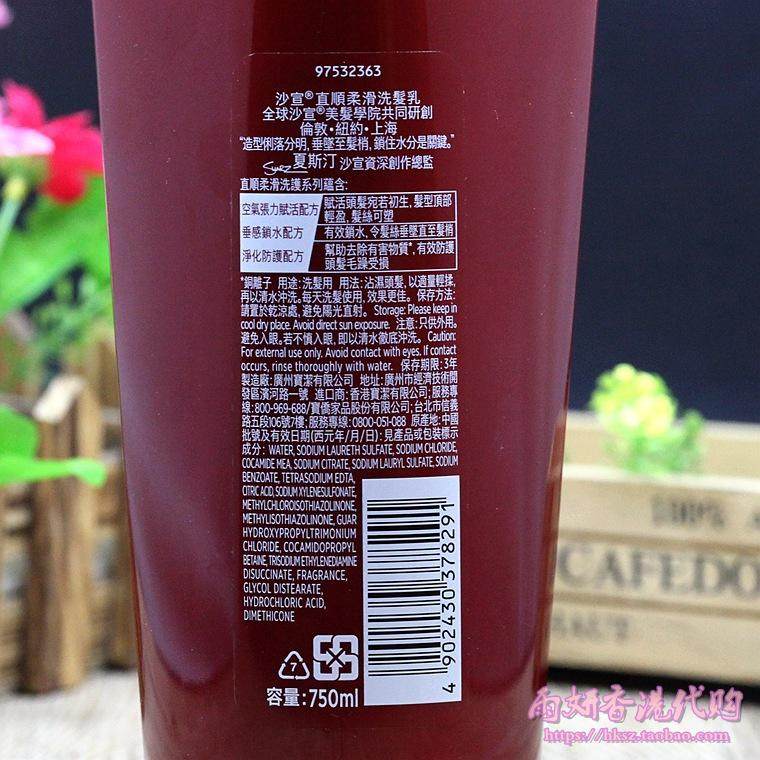 97532363
沙宣®直順柔滑洗髮乳
全球沙宣®美髮學院共同研創
倫敦•紐約•上海
“造型俐落分明, 垂墜至髮梢, 鎖住水分是關鍵。”
夏斯汀 沙宣資深創作總監
直順柔滑洗護系列蘊含:
空氣張力賦活配方 賦活頭髮宛若初生, 髮型頂部
輕盈, 髮絲可塑
垂感鎖水配方 有效鎖水, 令髮絲垂墜直至髮梢
淨化防護配方 幫助去除有害物質*, 有效防護
頭髮毛躁受損
*銅離子 用途: 洗髮用 用法: 沾濕頭髮, 以適量輕揉,
再以清水沖洗。每天洗髮使用, 效果更佳。 保存方法:
請置於乾涼處, 避免陽光直射。 Storage: Please keep in
cool dry place. Avoid direct sun exposure. 注意: 只供外用。
避免入眼。若不慎入眼, 即以清水徹底沖洗。Caution:
For external use only. Avoid contact with eyes. If contact
occurs, rinse thoroughly with water. 保存期限: 3年
製造廠: 廣州寶潔有限公司 地址: 廣州市經濟技術開
發區濱河路一號 進口商: 香港寶潔有限公司; 服務專
線: 800-969-688/寶僑家品股份有限公司; 台北市信義
路五段106號7樓; 服務專線: 0800-051-088 原產地: 中國
批號及有效日期(西元年/月/日): 見產品或包裝標示
成分: WATER, SODIUM LAURETH SULFATE, SODIUM CHLORIDE,
COCAMIDE MEA, SODIUM CITRATE, SODIUM LAURYL SULFATE, SODIUM
BENZOATE, TETRASODIUM EDTA,
CITRIC ACID, SODIUM XYLENESULFONATE,
METHYLCHLOROISOTHIAZOLINONE,
METHYLISOTHIAZOLINONE, GUAR
HYDROXYPROPYLTRIMONIUM
CHLORIDE, COCAMIDOPROPYL
BETAINE, TRISODIUM ETHYLENEDIAMINE
DISUCCINATE, FRAGRANCE,
GLYCOL DISTEARATE,
HYDROCHLORIC ACID,
DIMETHICONE
4 902430 378291
7
容量: 750ml
100%
CAFEDO
雨妍香洗代购
https://hksz.taobao.com